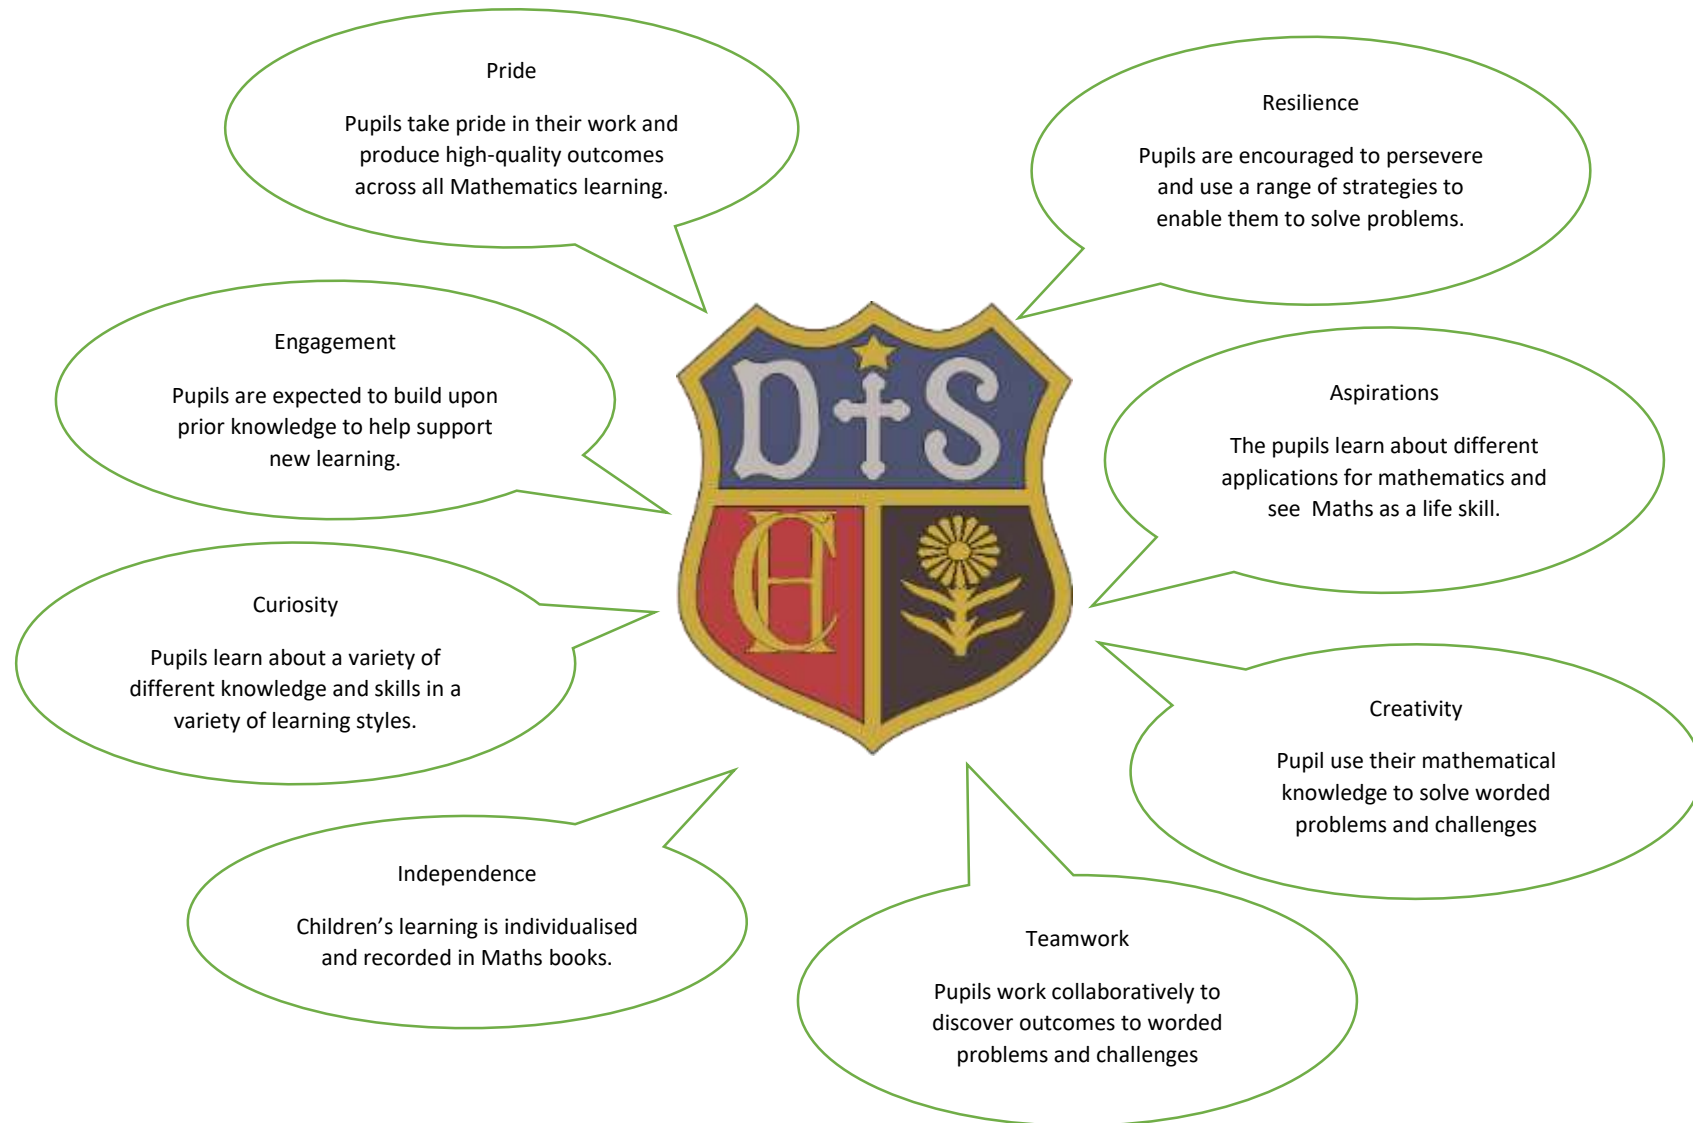 Pride
Pupils take pride in their work and
produce high-quality outcomes
across all Mathematics learning.
Resilience
Pupils are encouraged to persevere
and use a range of strategies to
enable them to solve problems.
Engagement
Pupils are expected to build upon
prior knowledge to help support
new learning.
Aspirations
The pupils learn about different
applications for mathematics and
see  Maths as a life skill.
D S
CH
Curiosity
Pupils learn about a variety of
different knowledge and skills in a
variety of learning styles.
Creativity
Pupil use their mathematical
knowledge to solve worded
problems and challenges
Independence
Children’s learning is individualised
and recorded in Maths books.
Teamwork
Pupils work collaboratively to
discover outcomes to worded
problems and challenges